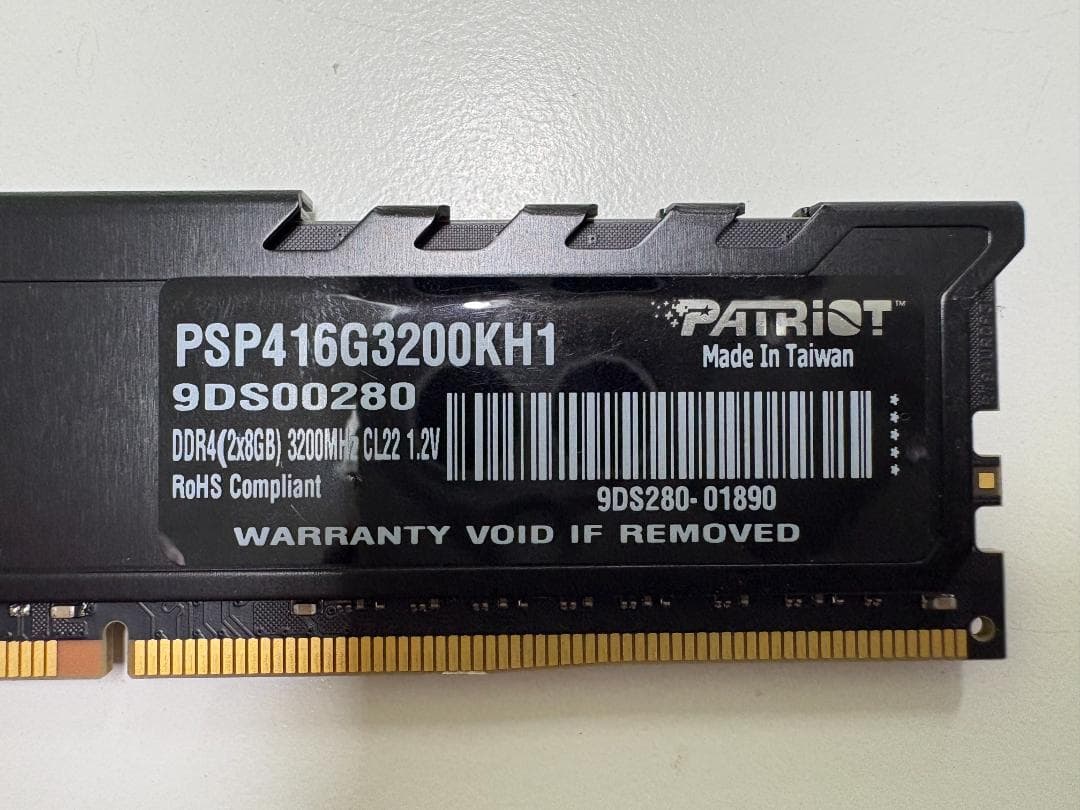 PATRIOT™
PSP416G3200KH1
Made In Taiwan
9DS00280
DDR4(2x8GB) 3200MHz CL22 1.2V
RoHS Compliant
*****
9DS280-01890
WARRANTY VOID IF REMOVED